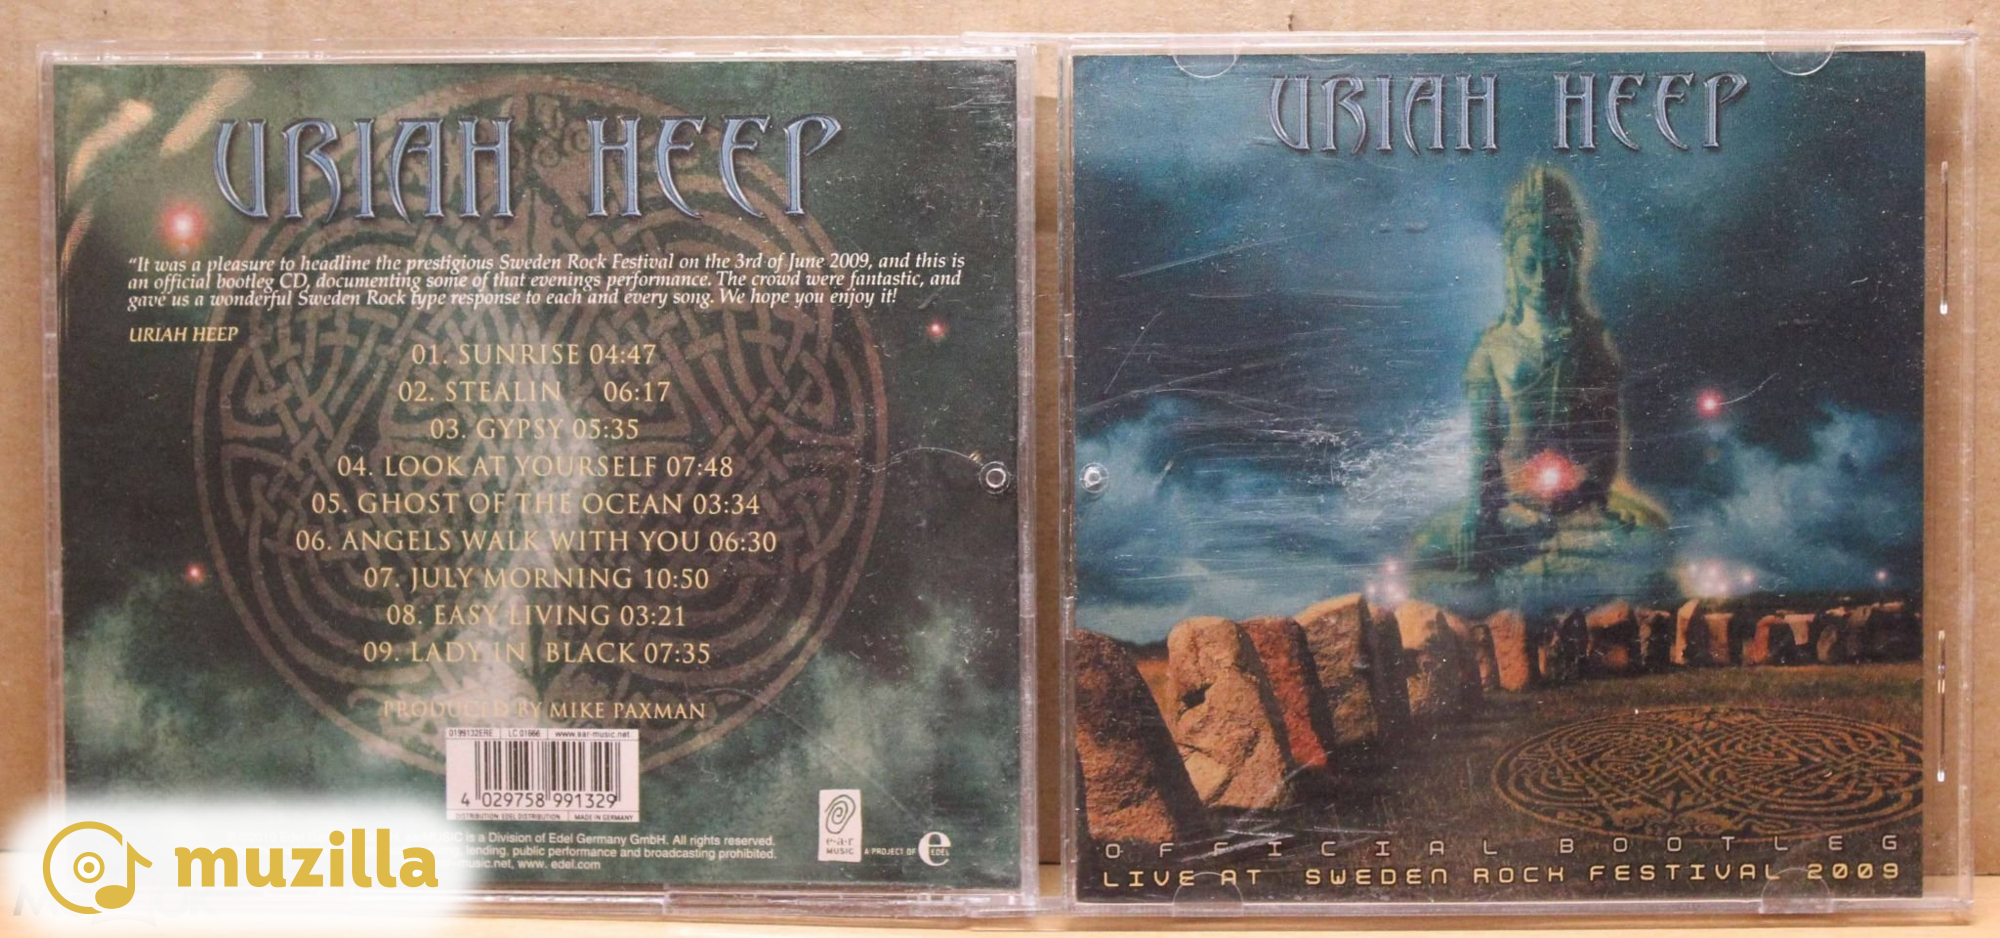 URIAH HEEP
"It was a pleasure to headline the prestigious Sweden Rock Festival on the 3rd of June 2009, and this is
an official bootleg CD, documenting some of that evenings performance. The crowd were fantastic, and
gave us a wonderful Sweden Rock type response to each and every song. We hope you enjoy it!
URIAH HEEP
01. SUNRISE 04:47
02. STEALIN 06:17
03. GYPSY 05:35
04. LOOK AT YOURSELF 07:48
05. GHOST OF THE OCEAN 03:34
06. ANGELS WALK WITH YOU 06:30
07. JULY MORNING 10:50
08. EASY LIVING 03:21
09. LADY IN BLACK 07:35
PRODUCED BY MIKE PAXMAN
0199132ERE LC 01966 www.ear-music.net
4 029758 991329
DISTRIBUTION: EDEL DISTRIBUTION MADE IN GERMANY
is a Division of Edel Germany GmbH. All rights reserved.
lending, public performance and broadcasting prohibited.
www. edel.com
e·a·r
MUSIC
A PROJECT OF e EDEL
muzilla
URIAH HEEP
OFFICIAL BOOTLEG
LIVE AT SWEDEN ROCK FESTIVAL 2009